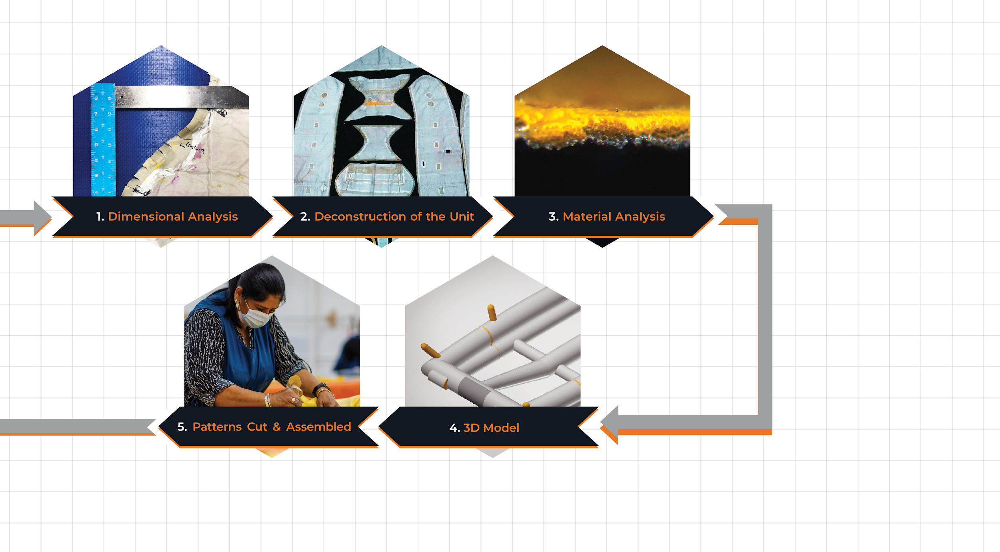 1. Dimensional Analysis
2. Deconstruction of the Unit
3. Material Analysis
5. Patterns Cut & Assembled
4. 3D Model